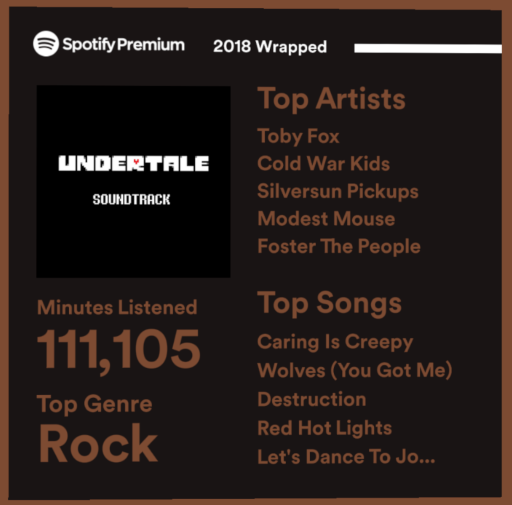 Spotify Premium
2018 Wrapped
UNDERTALE
SOUNDTRACK
Minutes Listened
111,105
Top Genre
Rock
Top Artists
Toby Fox
Cold War Kids
Silversun Pickups
Modest Mouse
Foster The People
Top Songs
Caring Is Creepy
Wolves (You Got Me)
Destruction
Red Hot Lights
Let's Dance To Jo...